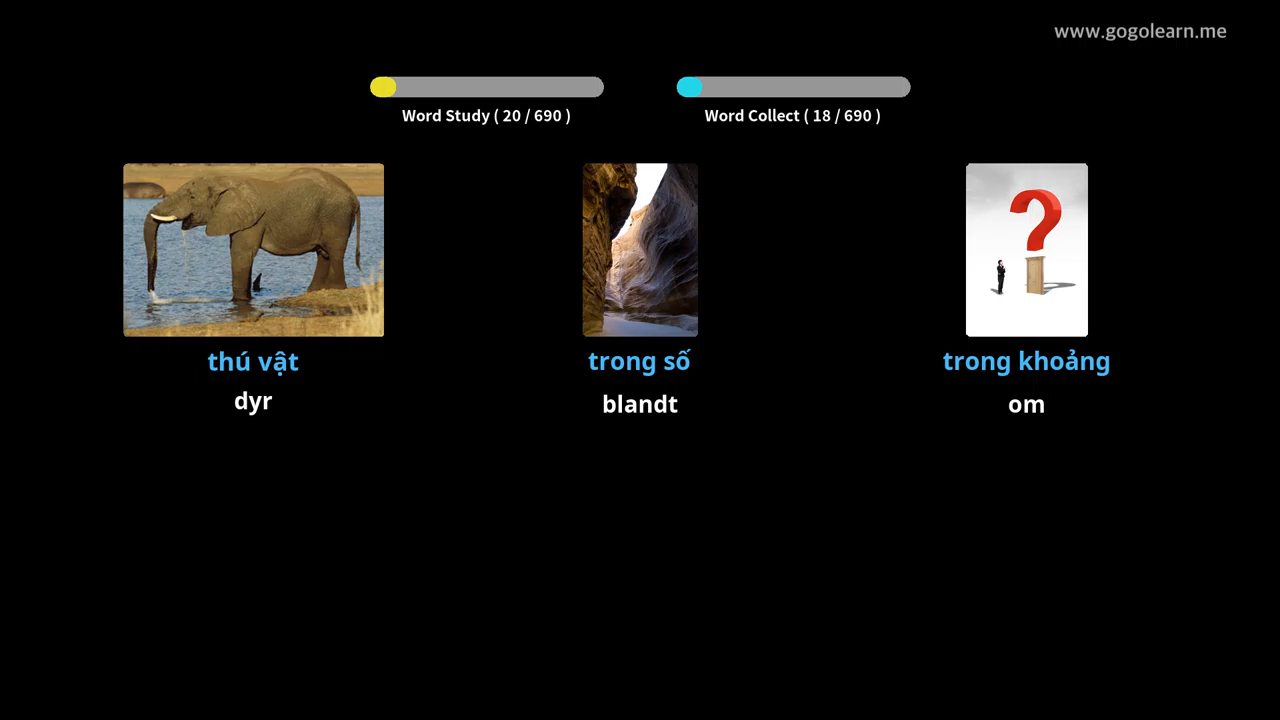 www.gogolearn.me
Word Study ( 20 / 690 )
Word Collect ( 18 / 690 )
thú vật
trong số
trong khoảng
dyr
blandt
om